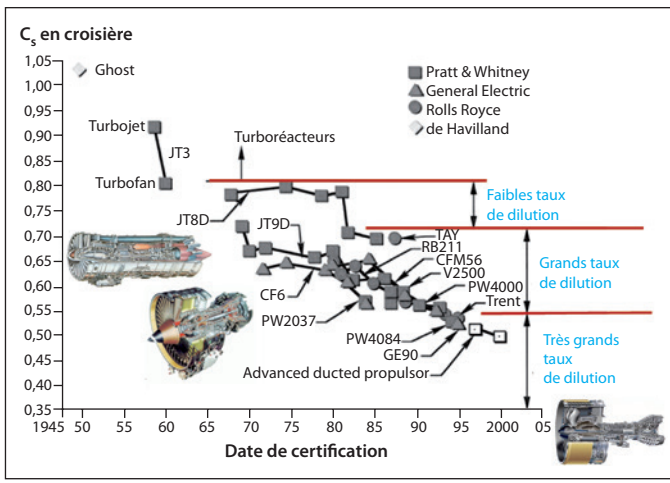 C_s en croisière
1,05
1,00
0,95
0,90
0,85
0,80
0,75
0,70
0,65
0,60
0,55
0,50
0,45
0,40
0,35
Ghost
Pratt & Whitney
General Electric
Rolls Royce
de Havilland
Turbojet
JT3
Turbofan
Turboréacteurs
Faibles taux
de dilution
JT8D
JT9D
TAY
RB211
CFM56
V2500
PW4000
Trent
Grands taux
de dilution
CF6
PW2037
PW4084
GE90
Advanced ducted propulsor
Très grands
taux
de dilution
1945 50 55 60 65 70 75 80 85 90 95 2000 05
Date de certification